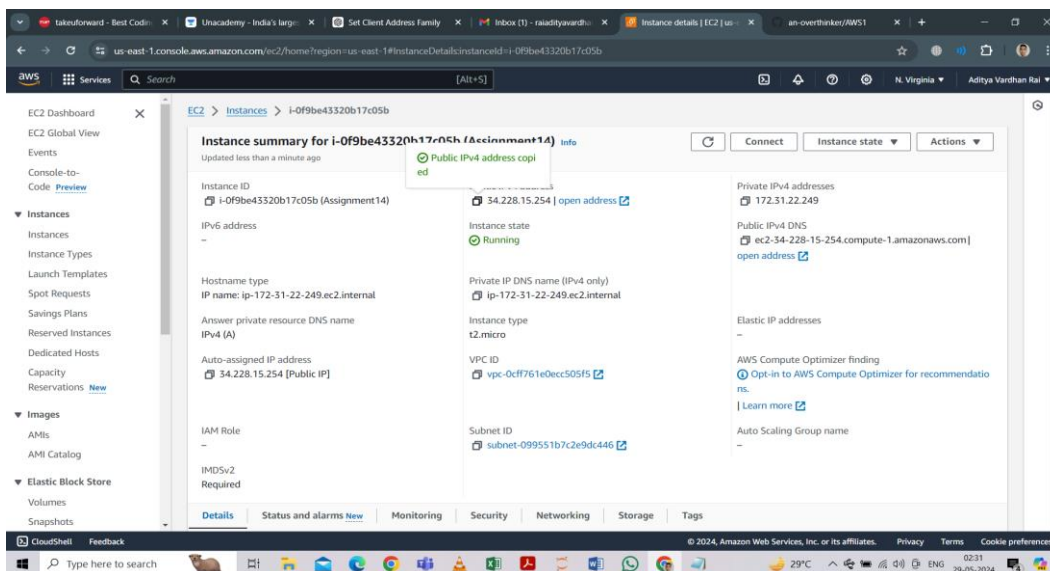 takeuforward - Best Codin
Unacademy - India's large
Set Client Address Family
Inbox (1) - raiadityavardha
Instance details | EC2 | us-
an-overthinker/AWS1
us-east-1.console.aws.amazon.com/ec2/home?region=us-east-1#InstanceDetails:instanceId=i-0f9be43320b17c05b
aws
Services
Search
[Alt+S]
N. Virginia
Aditya Vardhan Rai
EC2 Dashboard
EC2 Global View
Events
Console-to-
Code Preview
Instances
Instances
Instance Types
Launch Templates
Spot Requests
Savings Plans
Reserved Instances
Dedicated Hosts
Capacity
Reservations New
Images
AMIs
AMI Catalog
Elastic Block Store
Volumes
Snapshots
EC2 > Instances > i-0f9be43320b17c05b
Instance summary for i-0f9be43320b17c05b (Assignment14) Info
Updated less than a minute ago
Connect
Instance state
Actions
Public IPv4 address copi
ed
Instance ID
i-0f9be43320b17c05b (Assignment14)
34.228.15.254 | open address
Private IPv4 addresses
172.31.22.249
IPv6 address
–
Instance state
Running
Public IPv4 DNS
ec2-34-228-15-254.compute-1.amazonaws.com |
open address
Hostname type
IP name: ip-172-31-22-249.ec2.internal
Private IP DNS name (IPv4 only)
ip-172-31-22-249.ec2.internal
Answer private resource DNS name
IPv4 (A)
Instance type
t2.micro
Elastic IP addresses
–
Auto-assigned IP address
34.228.15.254 [Public IP]
VPC ID
vpc-0cff761e0ecc505f5
AWS Compute Optimizer finding
Opt-in to AWS Compute Optimizer for recommendatio
ns.
| Learn more
IAM Role
–
Subnet ID
subnet-099551b7c2e9dc446
Auto Scaling Group name
–
IMDSv2
Required
Details
Status and alarms New
Monitoring
Security
Networking
Storage
Tags
CloudShell
Feedback
© 2024, Amazon Web Services, Inc. or its affiliates.
Privacy
Terms
Cookie preferences
Type here to search
29°C
ENG
02:31
29-05-2024